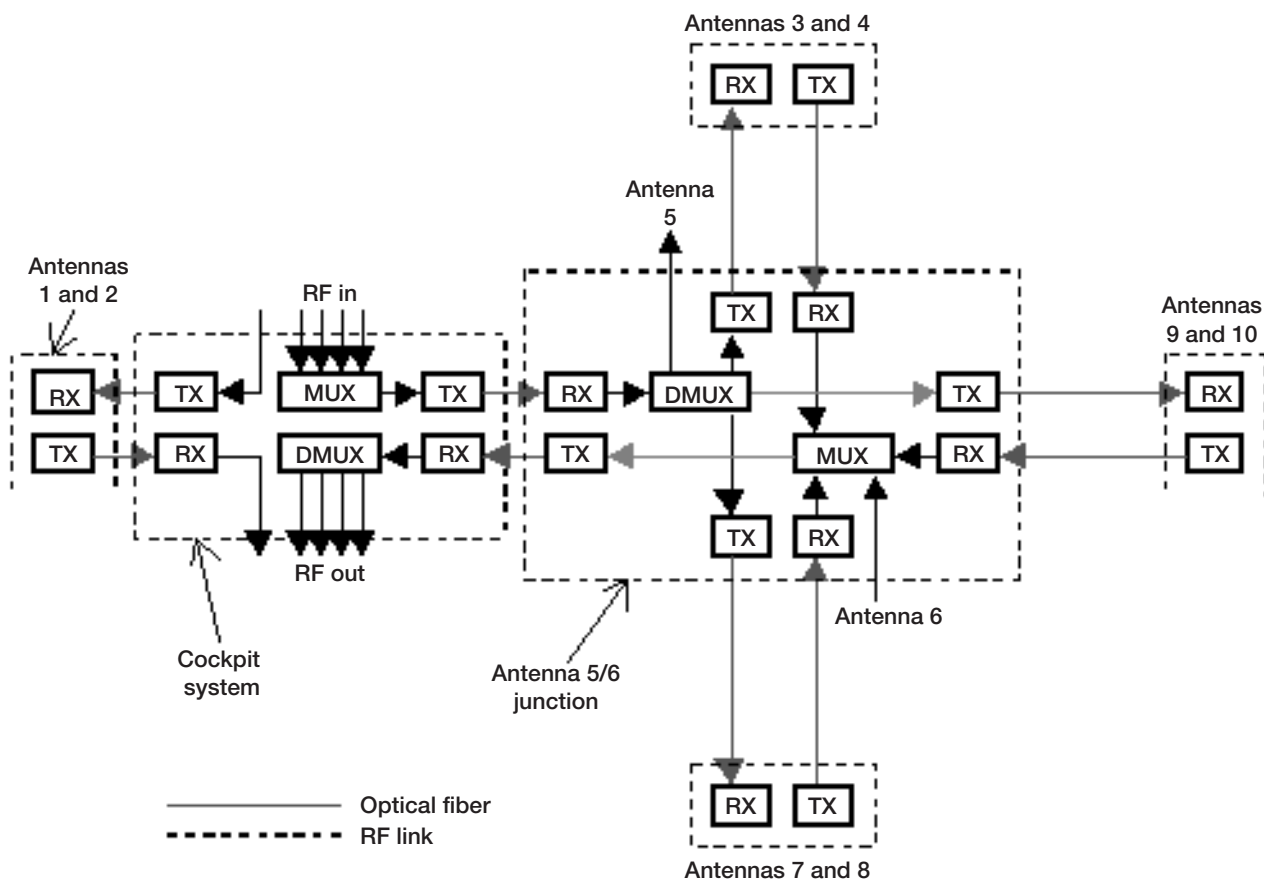 Antennas 3 and 4
RX TX
Antenna
5
Antennas
1 and 2
RF in
TX RX
Antennas
9 and 10
RX TX MUX TX RX DMUX TX RX
TX RX DMUX RX TX MUX RX TX
TX RX
RF out
Antenna 6
Cockpit
system
Antenna 5/6
junction
RX TX
Optical fiber
RF link
Antennas 7 and 8